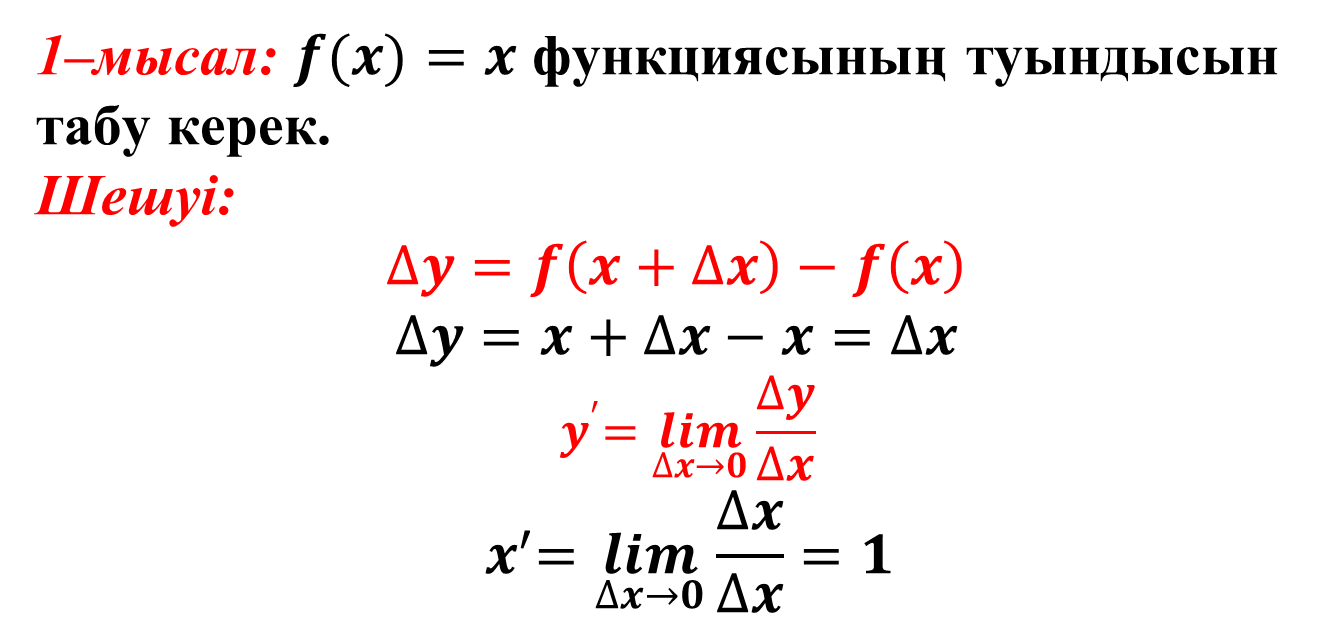 1–мысал: f(x) = x функциясының туындысын
табу керек.
Шешуі:
Δy = f(x + Δx) − f(x)
Δy = x + Δx − x = Δx
y′ = lim Δx→0 Δy/Δx
x′ = lim Δx→0 Δx/Δx = 1